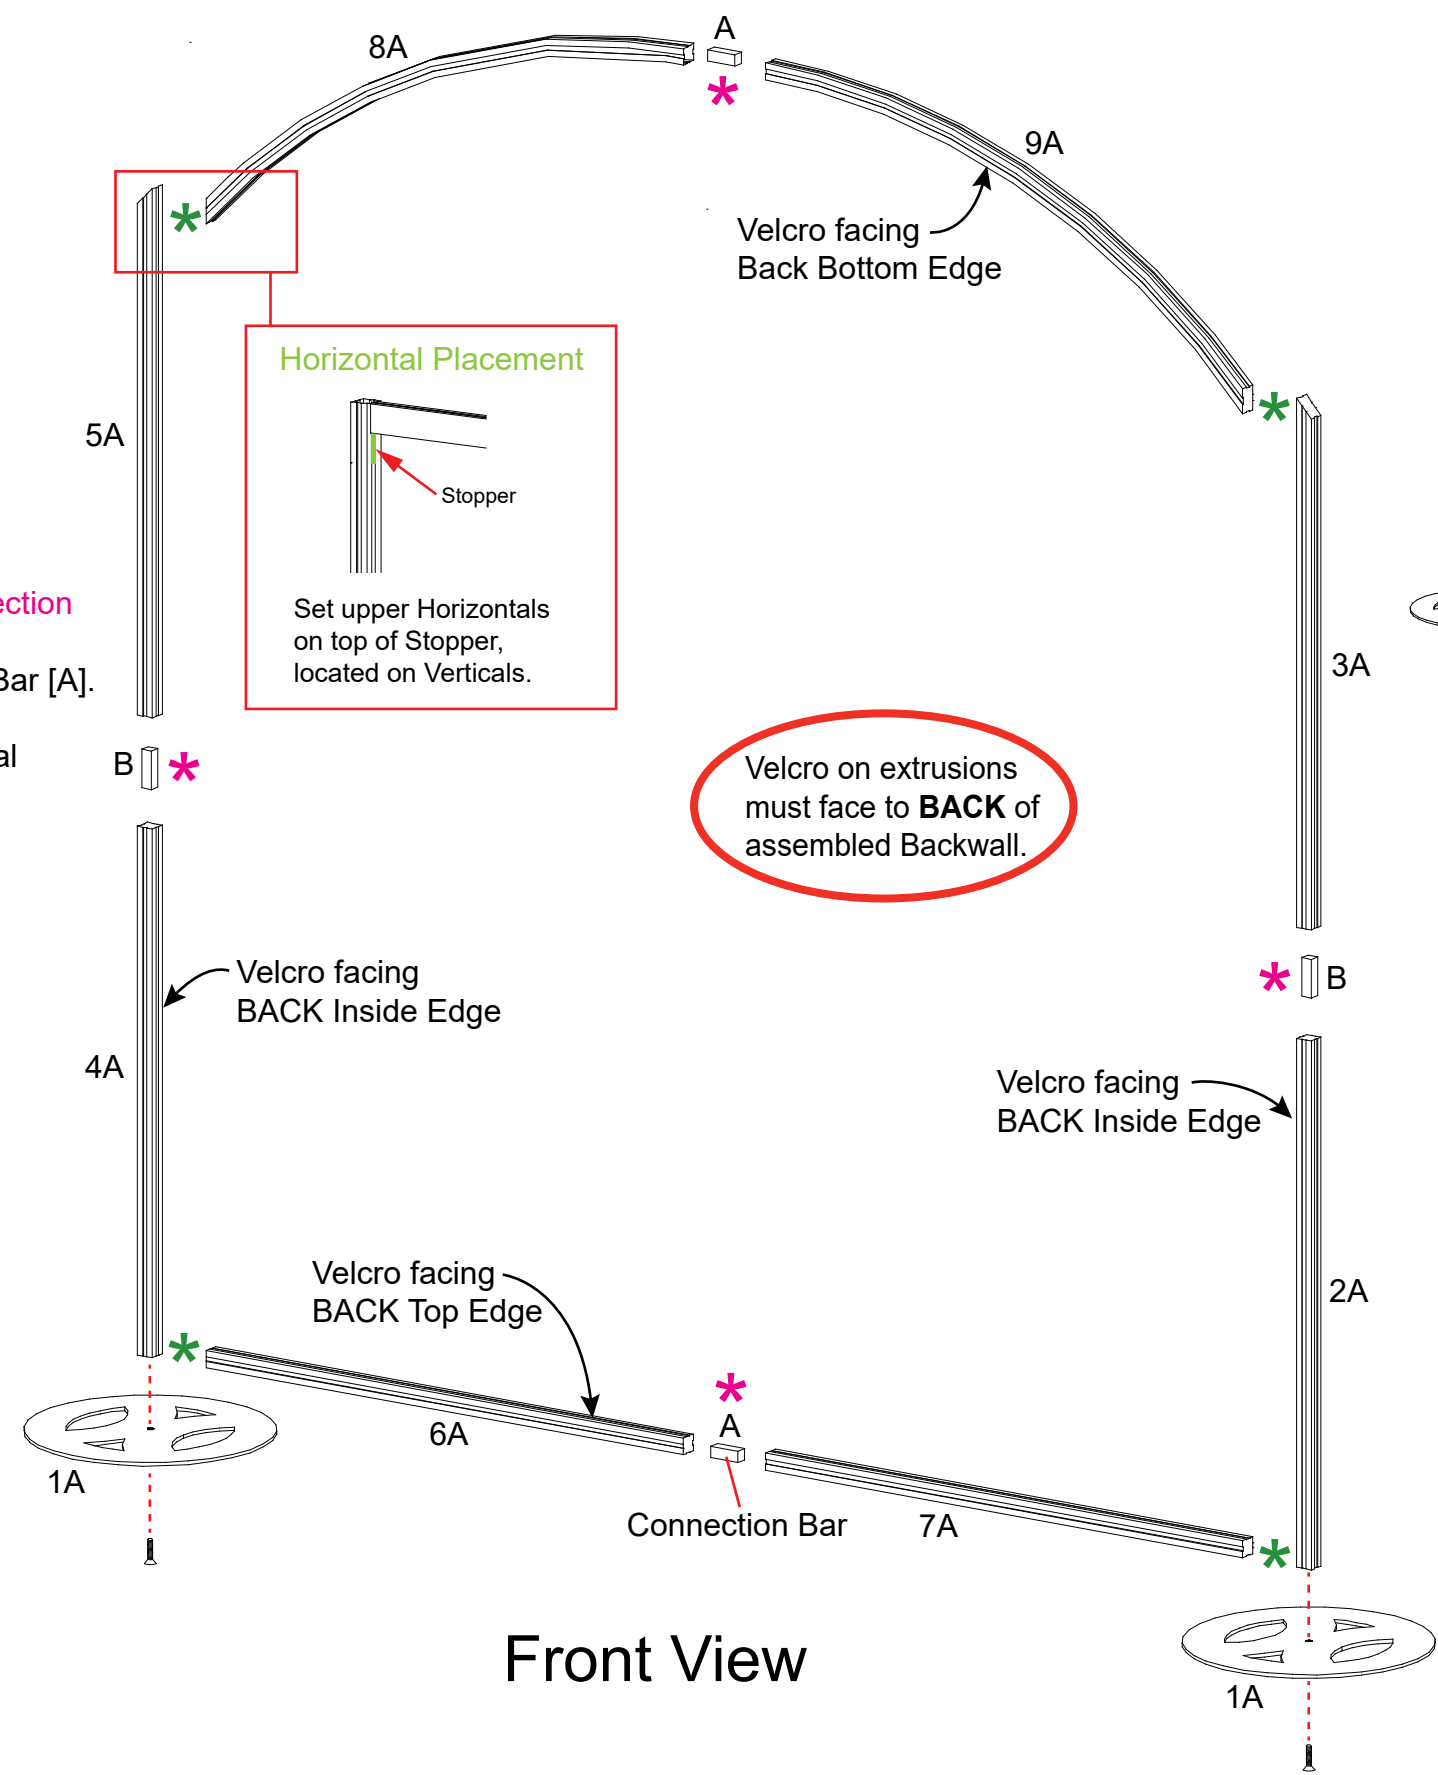 A
8A
9A
Velcro facing
Back Bottom Edge
Horizontal Placement
5A
Stopper
Set upper Horizontals
on top of Stopper,
located on Verticals.
ection
Bar [A].
al
3A
B
Velcro on extrusions
must face to BACK of
assembled Backwall.
Velcro facing
BACK Inside Edge
B
4A
Velcro facing
BACK Inside Edge
Velcro facing
BACK Top Edge
2A
A
6A
1A
Connection Bar
7A
Front View
1A